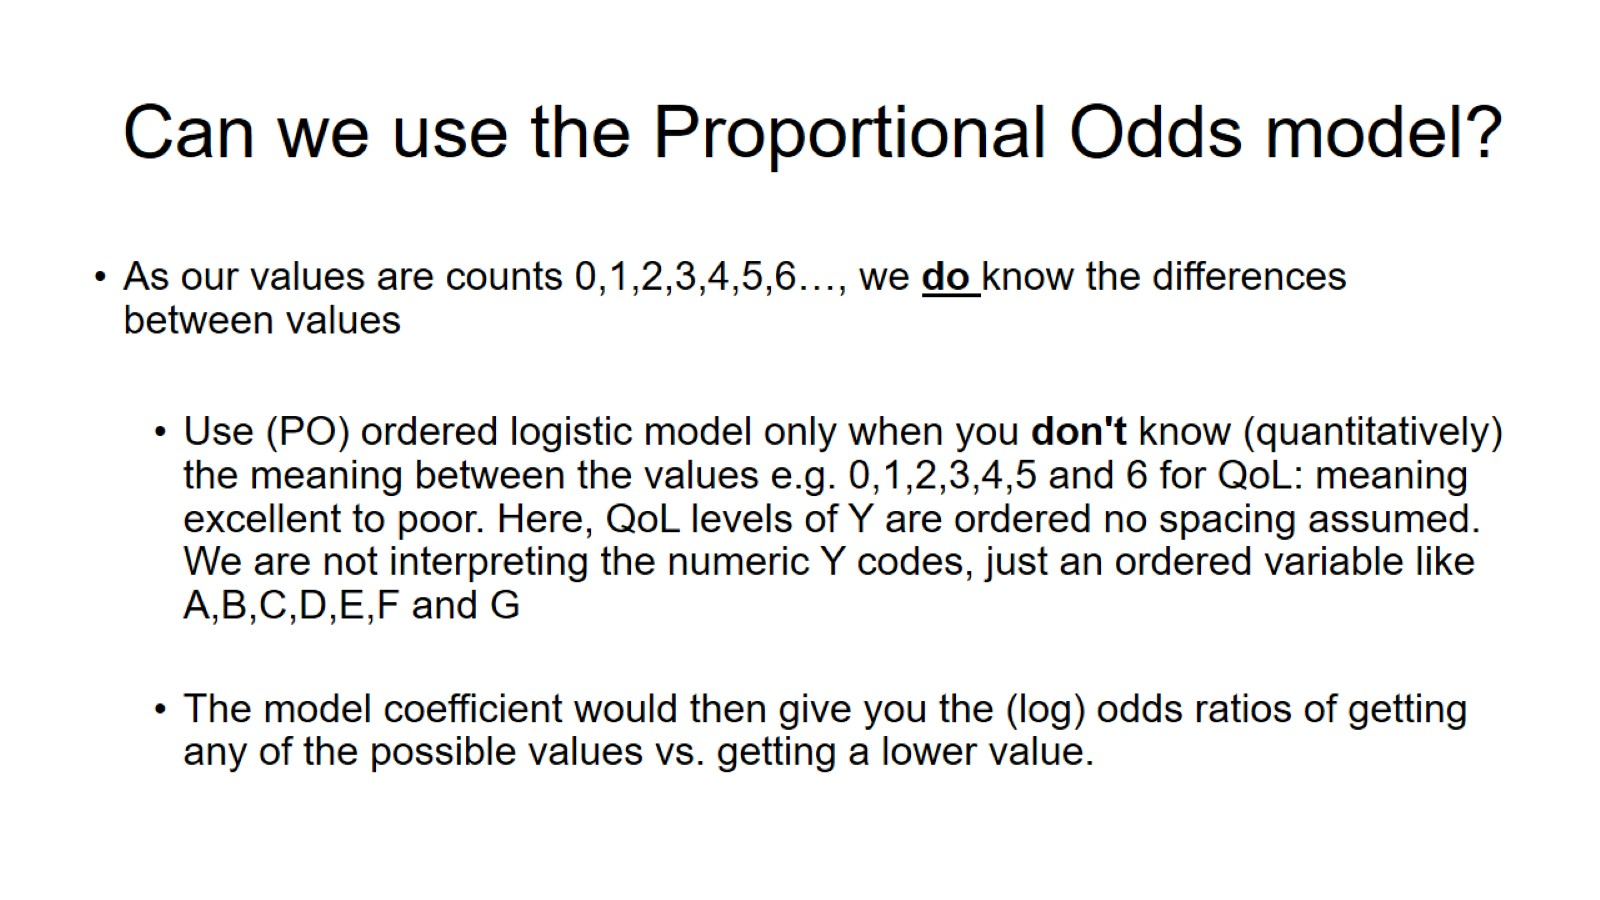 Can we use the Proportional Odds model?
• As our values are counts 0,1,2,3,4,5,6…, we do know the differences
between values
• Use (PO) ordered logistic model only when you don't know (quantitatively)
the meaning between the values e.g. 0,1,2,3,4,5 and 6 for QoL: meaning
excellent to poor. Here, QoL levels of Y are ordered no spacing assumed.
We are not interpreting the numeric Y codes, just an ordered variable like
A,B,C,D,E,F and G
• The model coefficient would then give you the (log) odds ratios of getting
any of the possible values vs. getting a lower value.